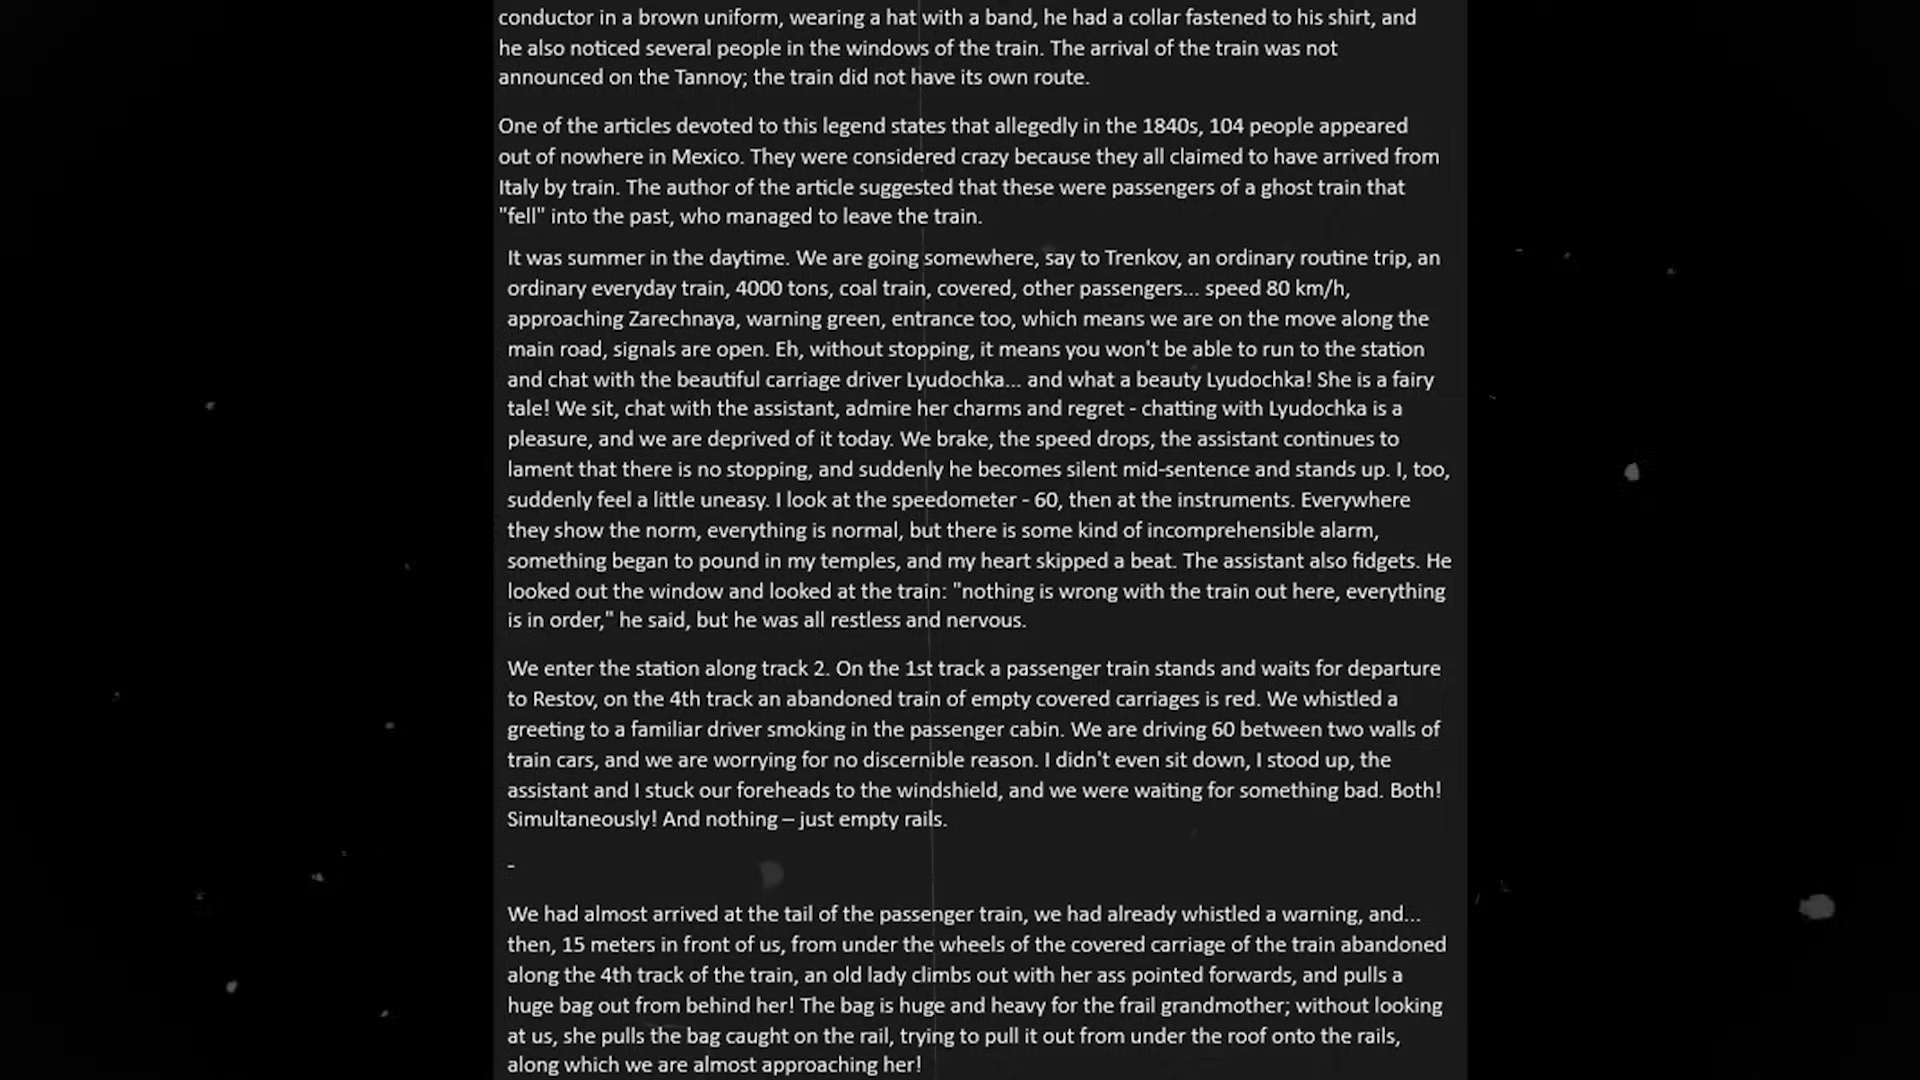 conductor in a brown uniform, wearing a hat with a band, he had a collar fastened to his shirt, and
he also noticed several people in the windows of the train. The arrival of the train was not
announced on the Tannoy; the train did not have its own route.
One of the articles devoted to this legend states that allegedly in the 1840s, 104 people appeared
out of nowhere in Mexico. They were considered crazy because they all claimed to have arrived from
Italy by train. The author of the article suggested that these were passengers of a ghost train that
"fell" into the past, who managed to leave the train.
It was summer in the daytime. We are going somewhere, say to Trenkov, an ordinary routine trip, an
ordinary everyday train, 4000 tons, coal train, covered, other passengers... speed 80 km/h,
approaching Zarechnaya, warning green, entrance too, which means we are on the move along the
main road, signals are open. Eh, without stopping, it means you won't be able to run to the station
and chat with the beautiful carriage driver Lyudochka... and what a beauty Lyudochka! She is a fairy
tale! We sit, chat with the assistant, admire her charms and regret - chatting with Lyudochka is a
pleasure, and we are deprived of it today. We brake, the speed drops, the assistant continues to
lament that there is no stopping, and suddenly he becomes silent mid-sentence and stands up. I, too,
suddenly feel a little uneasy. I look at the speedometer - 60, then at the instruments. Everywhere
they show the norm, everything is normal, but there is some kind of incomprehensible alarm,
something began to pound in my temples, and my heart skipped a beat. The assistant also fidgets. He
looked out the window and looked at the train: "nothing is wrong with the train out here, everything
is in order," he said, but he was all restless and nervous.
We enter the station along track 2. On the 1st track a passenger train stands and waits for departure
to Restov, on the 4th track an abandoned train of empty covered carriages is red. We whistled a
greeting to a familiar driver smoking in the passenger cabin. We are driving 60 between two walls of
train cars, and we are worrying for no discernible reason. I didn't even sit down, I stood up, the
assistant and I stuck our foreheads to the windshield, and we were waiting for something bad. Both!
Simultaneously! And nothing – just empty rails.
-
We had almost arrived at the tail of the passenger train, we had already whistled a warning, and...
then, 15 meters in front of us, from under the wheels of the covered carriage of the train abandoned
along the 4th track of the train, an old lady climbs out with her ass pointed forwards, and pulls a
huge bag out from behind her! The bag is huge and heavy for the frail grandmother; without looking
at us, she pulls the bag caught on the rail, trying to pull it out from under the roof onto the rails,
along which we are almost approaching her!